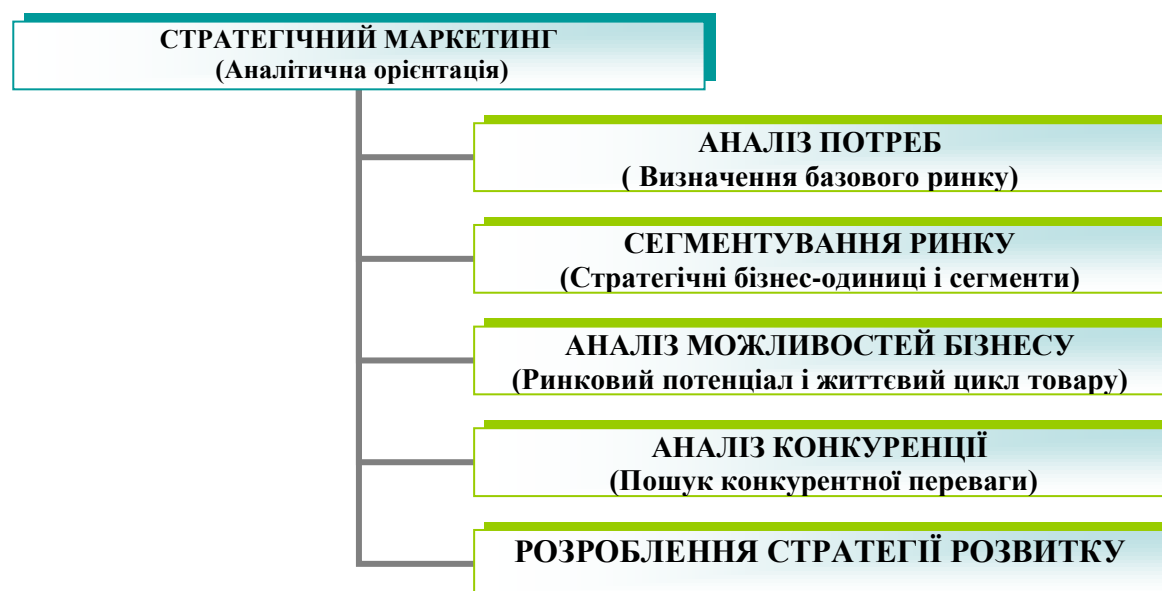 СТРАТЕГІЧНИЙ МАРКЕТИНГ
(Аналітична орієнтація)
АНАЛІЗ ПОТРЕБ
( Визначення базового ринку)
СЕГМЕНТУВАННЯ РИНКУ
(Стратегічні бізнес-одиниці і сегменти)
АНАЛІЗ МОЖЛИВОСТЕЙ БІЗНЕСУ
(Ринковий потенціал і життєвий цикл товару)
АНАЛІЗ КОНКУРЕНЦІЇ
(Пошук конкурентної переваги)
РОЗРОБЛЕННЯ СТРАТЕГІЇ РОЗВИТКУ